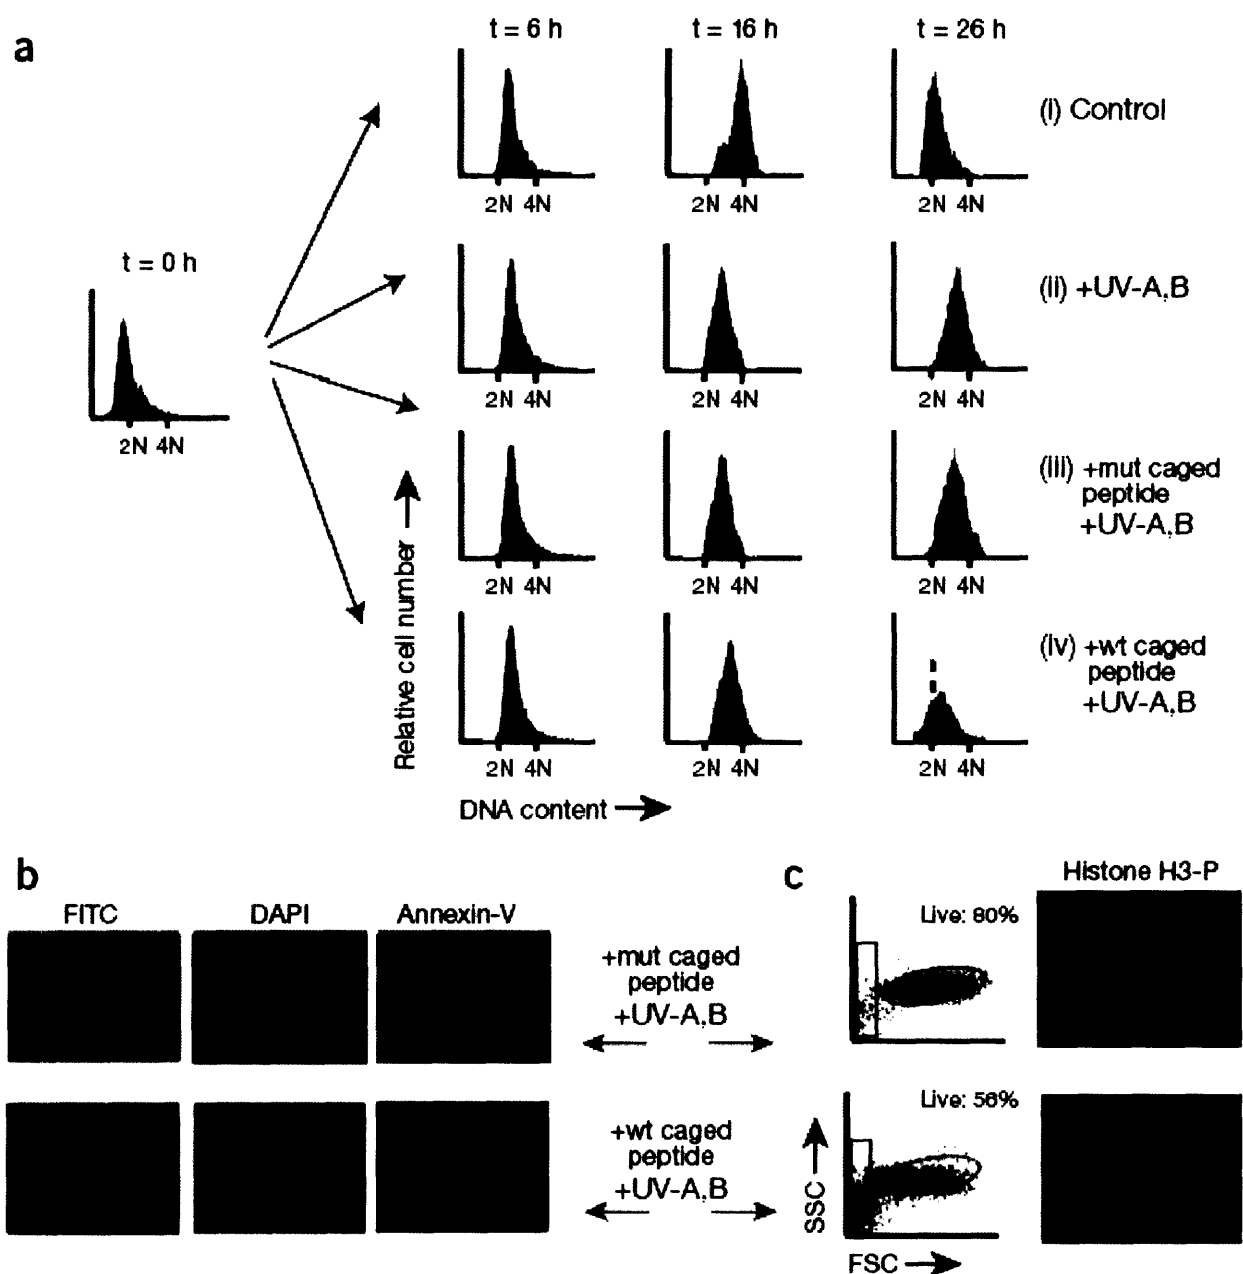 a
t = 6 h
t = 16 h
t = 26 h
2N 4N
2N 4N
2N 4N
(i) Control
t = 0 h
2N 4N
2N 4N
2N 4N
2N 4N
(ii) +UV-A,B
2N 4N
2N 4N
2N 4N
(iii) +mut caged
peptide
+UV-A,B
2N 4N
2N 4N
2N 4N
(iv) +wt caged
peptide
+UV-A,B
Relative cell number
DNA content
b
FITC
DAPI
Annexin-V
+mut caged
peptide
+UV-A,B
+wt caged
peptide
+UV-A,B
c
Histone H3-P
Live: 80%
Live: 56%
SSC
FSC